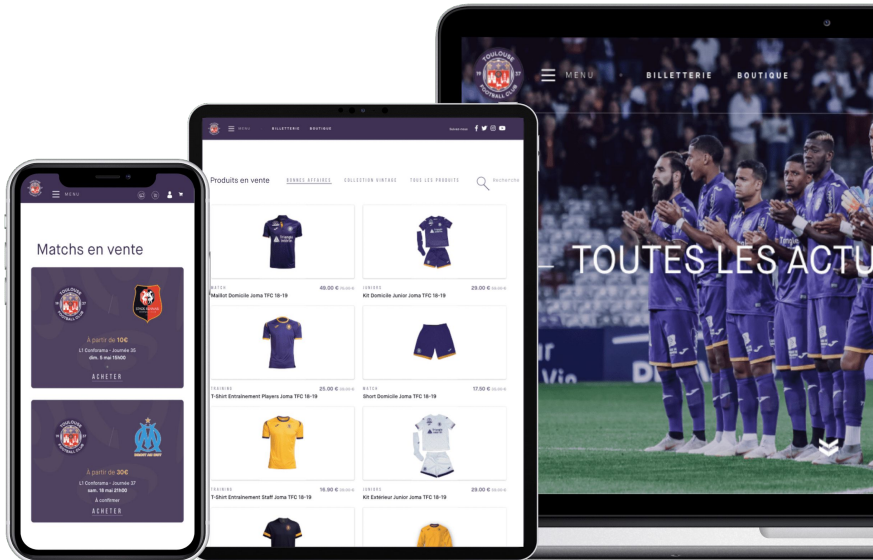 TOULOUSE
19 37
FOOTBALL CLUB
MENU
BILLETTERIE
BOUTIQUE
TOUTES LES ACTU
MENU
BILLETTERIE
BOUTIQUE
Produits en vente
BONNES AFFAIRES
COLLECTION VINTAGE
TOUS LES PRODUITS
Recherche
MATCH
49.00 €
Maillot Domicile Joma TFC 18-19
JUNIORS
29.00 €
Kit Domicile Junior Joma TFC 18-19
TRAINING
25.00 €
T-Shirt Entrainement Players Joma TFC 18-19
MATCH
17.50 €
Short Domicile Joma TFC 18-19
TRAINING
16.90 €
T-Shirt Entrainement Staff Joma TFC 18-19
JUNIORS
29.00 €
Kit Extérieur Junior Joma TFC 18-19
MENU
Matchs en vente
À partir de 10€
L1 Conforama - Journée 35
dim. 5 mai 15h00
ACHETER
À partir de 30€
L1 Conforama - Journée 37
sam. 18 mai 21h00
À confirmer
ACHETER